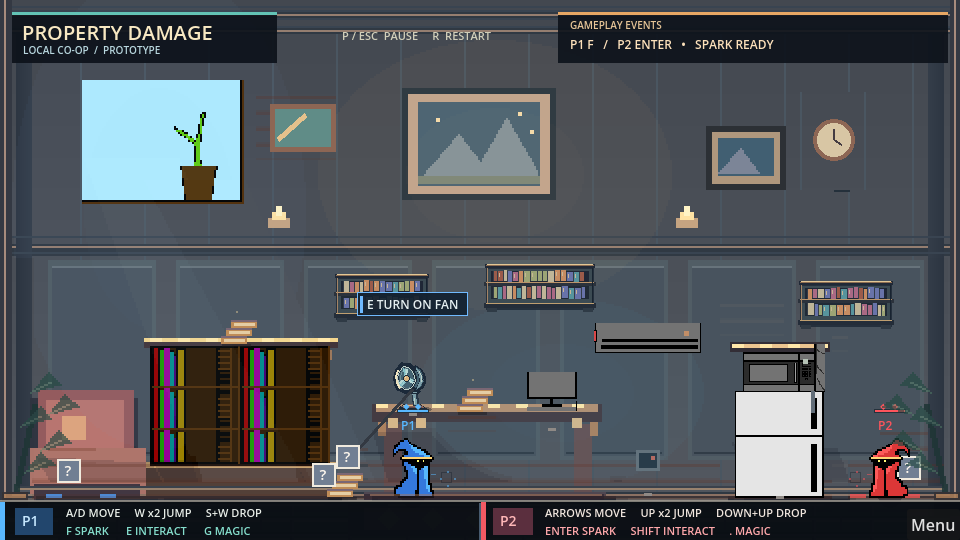 PROPERTY DAMAGE
LOCAL CO-OP / PROTOTYPE
P / ESC PAUSE R RESTART
GAMEPLAY EVENTS
P1 F / P2 ENTER • SPARK READY
E TURN ON FAN
P1
P2
?
?
?
?
P1
A/D MOVE W x2 JUMP S+W DROP
F SPARK E INTERACT G MAGIC
P2
ARROWS MOVE UP x2 JUMP DOWN+UP DROP
ENTER SPARK SHIFT INTERACT . MAGIC
Menu